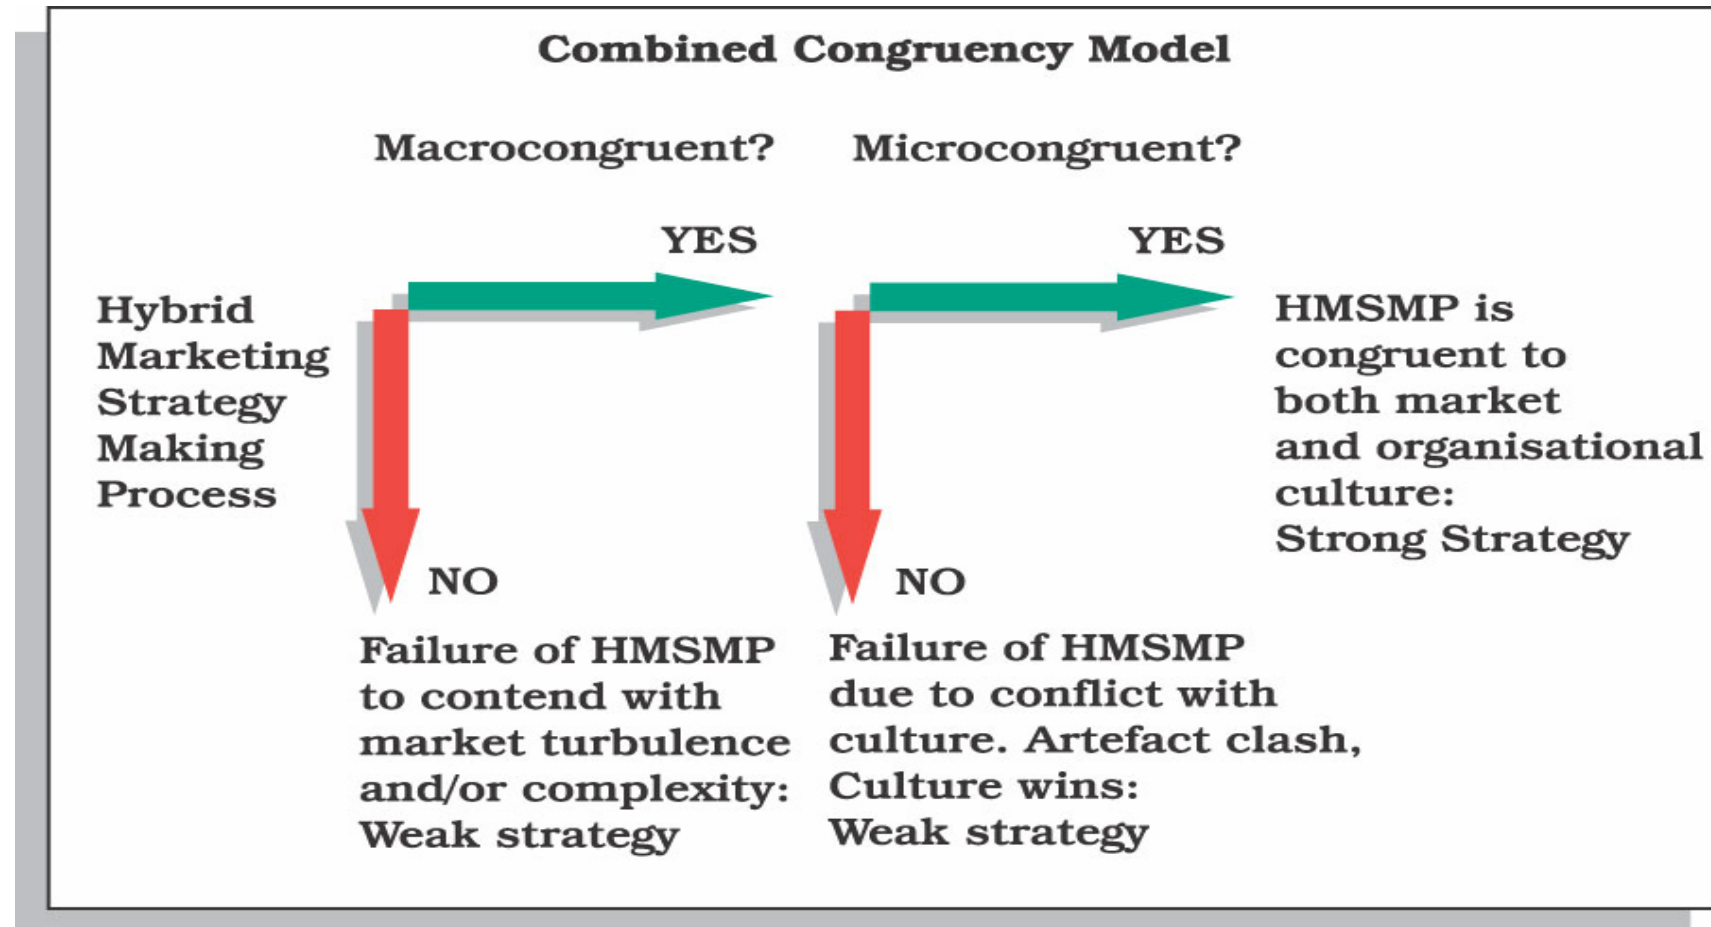 Combined Congruency Model
Macrocongruent?
Microcongruent?
YES
YES
Hybrid
Marketing
Strategy
Making
Process
HMSMP is
congruent to
both market
and organisational
culture:
Strong Strategy
NO
NO
Failure of HMSMP
to contend with
market turbulence
and/or complexity:
Weak strategy
Failure of HMSMP
due to conflict with
culture. Artefact clash,
Culture wins:
Weak strategy